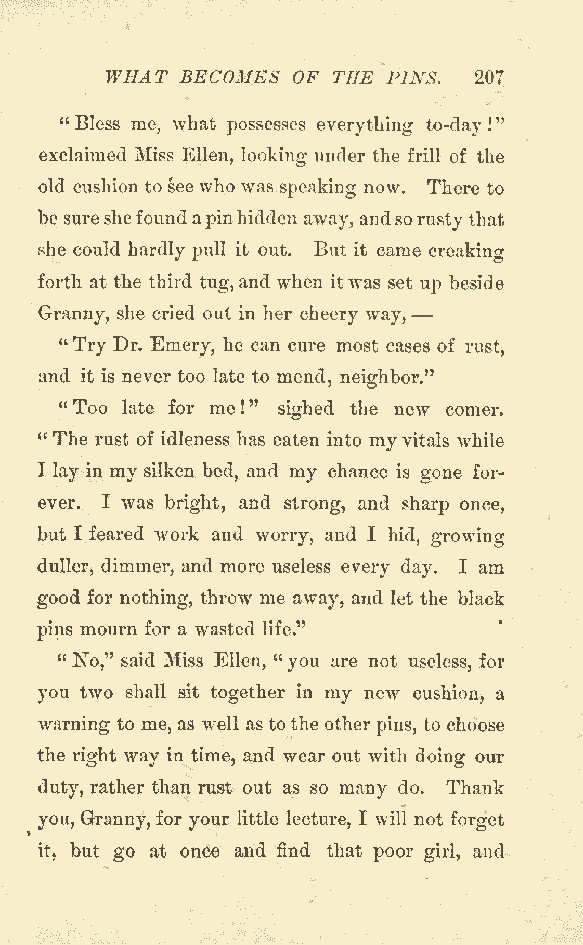 WHAT BECOMES OF THE PINS. 207
"Bless me, what possesses everything to-day!"
exclaimed Miss Ellen, looking under the frill of the
old cushion to see who was speaking now. There to
be sure she found a pin hidden away, and so rusty that
she could hardly pull it out. But it came creaking
forth at the third tug, and when it was set up beside
Granny, she cried out in her cheery way,—
"Try Dr. Emery, he can cure most cases of rust,
and it is never too late to mend, neighbor."
"Too late for me!" sighed the new comer.
"The rust of idleness has eaten into my vitals while
I lay in my silken bed, and my chance is gone for-
ever. I was bright, and strong, and sharp once,
but I feared work and worry, and I hid, growing
duller, dimmer, and more useless every day. I am
good for nothing, throw me away, and let the black
pins mourn for a wasted life."
"No," said Miss Ellen, "you are not useless, for
you two shall sit together in my new cushion, a
warning to me, as well as to the other pins, to choose
the right way in time, and wear out with doing our
duty, rather than rust out as so many do. Thank
you, Granny, for your little lecture, I will not forget
it, but go at once and find that poor girl, and